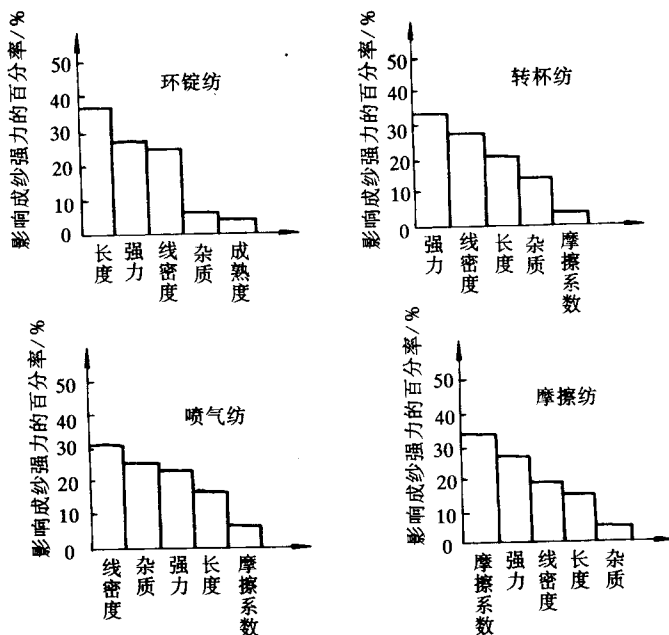 影响成纱强力的百分率/%
50
40
30
20
10
0
环锭纺
长度
强力
线密度
杂质
成熟度
影响成纱强力的百分率/%
50
40
30
20
10
0
转杯纺
强力
线密度
长度
杂质
摩擦系数
影响成纱强力的百分率/%
50
40
30
20
10
0
喷气纺
线密度
杂质
强力
长度
摩擦系数
影响成纱强力的百分率/%
50
40
30
20
10
0
摩擦纺
摩擦系数
强力
线密度
长度
杂质